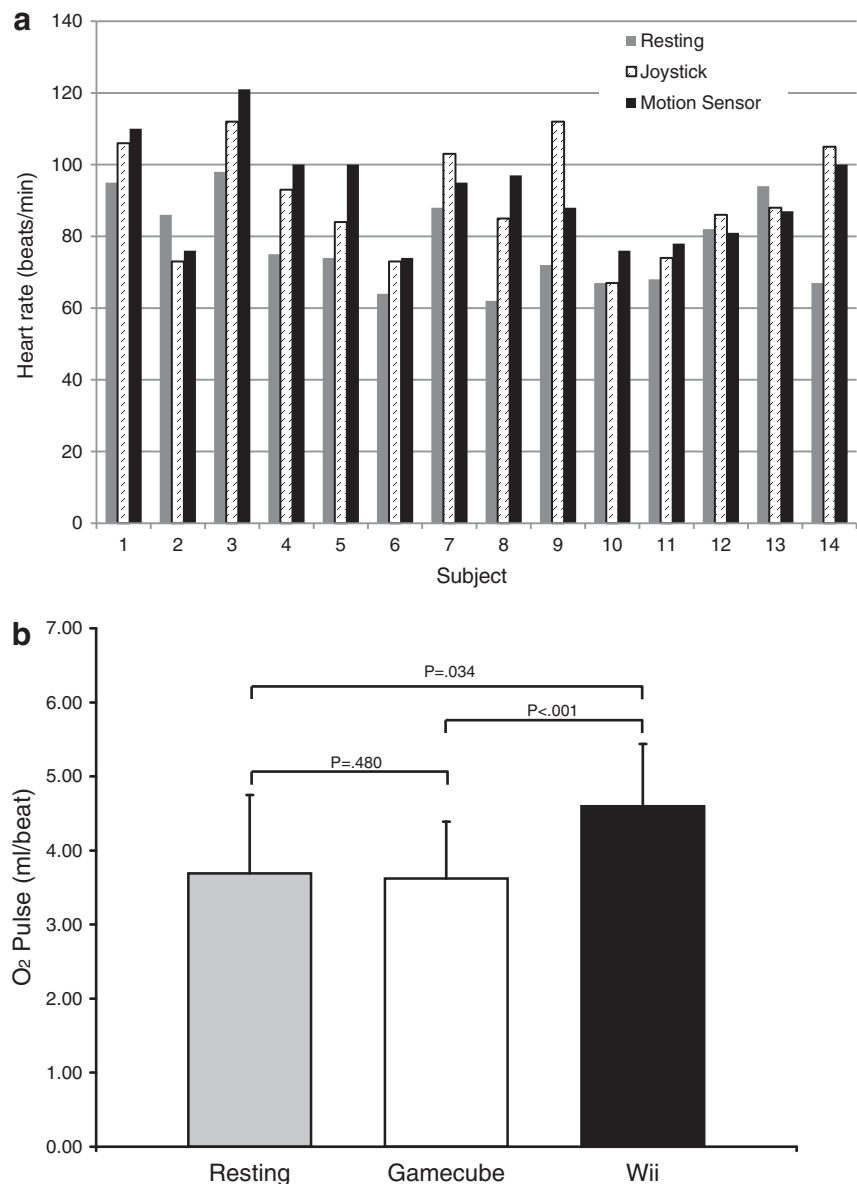 a
140
120
100
80
60
40
20
0
Heart rate (beats/min)
Resting
Joystick
Motion Sensor
1 2 3 4 5 6 7 8 9 10 11 12 13 14
Subject
b
7.00
6.00
5.00
4.00
3.00
2.00
1.00
0.00
O₂ Pulse (ml/beat)
P=.034
P<.001
P=.480
Resting Gamecube Wii